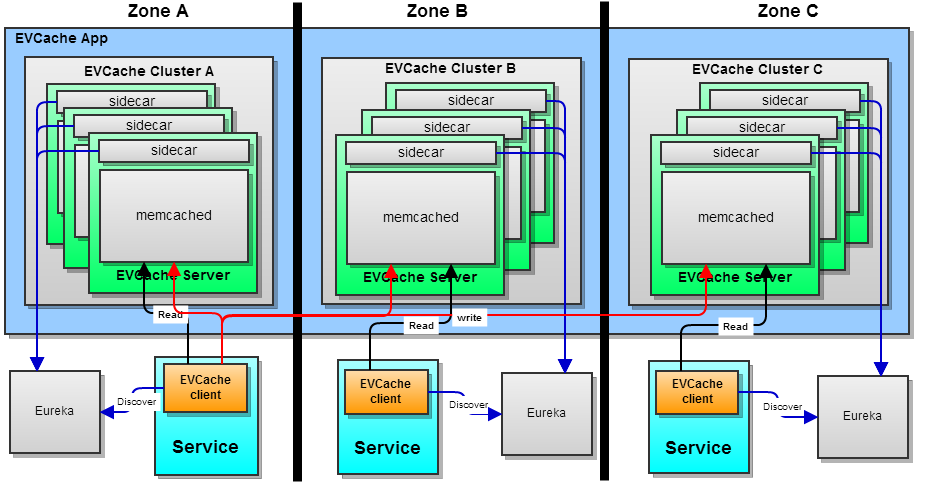 Zone A
Zone B
Zone C
EVCache App
EVCache Cluster A
sidecar
sidecar
sidecar
memcached
EVCache Server
EVCache Cluster B
sidecar
sidecar
sidecar
memcached
EVCache Server
EVCache Cluster C
sidecar
sidecar
sidecar
memcached
EVCache Server
Read
Read
write
Read
Eureka
Discover
EVCache
client
Service
EVCache
client
Service
Discover
Eureka
EVCache
client
Service
Discover
Eureka